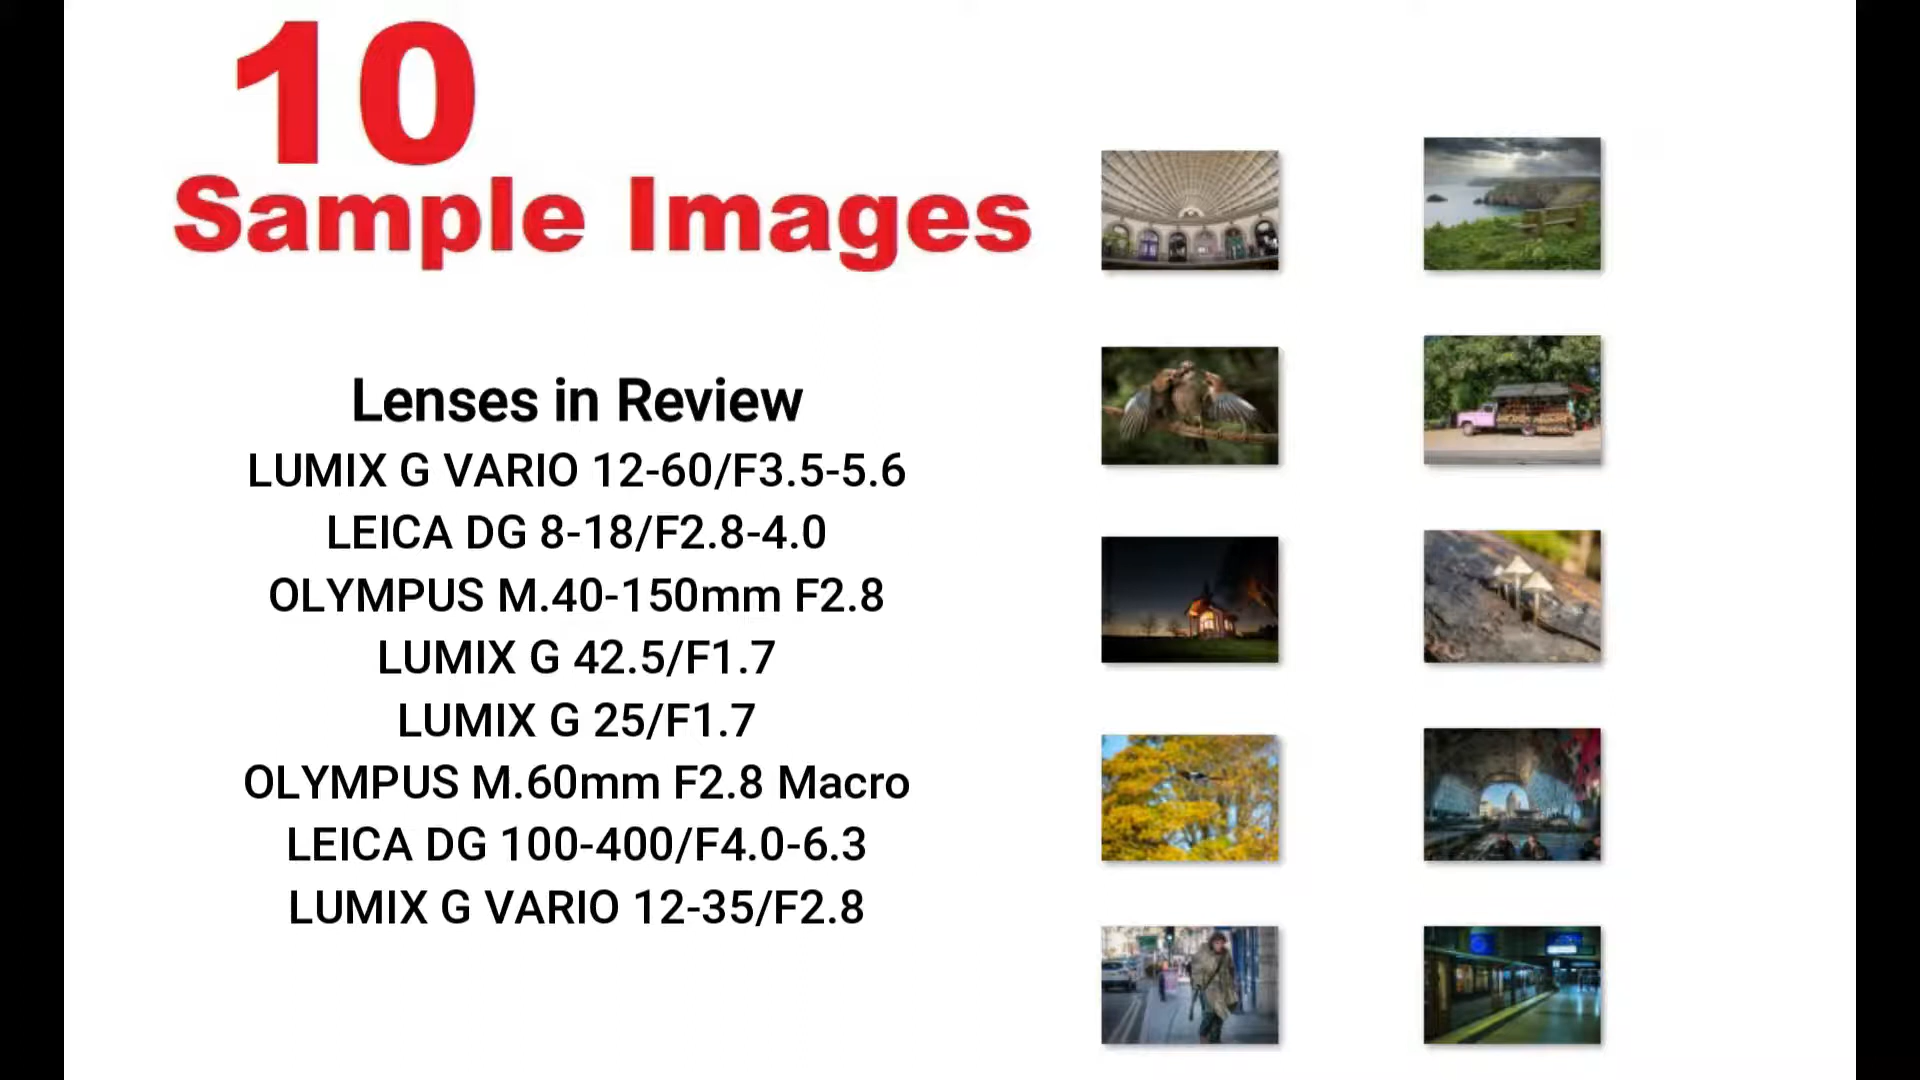 10
Sample Images
Lenses in Review
LUMIX G VARIO 12-60/F3.5-5.6
LEICA DG 8-18/F2.8-4.0
OLYMPUS M.40-150mm F2.8
LUMIX G 42.5/F1.7
LUMIX G 25/F1.7
OLYMPUS M.60mm F2.8 Macro
LEICA DG 100-400/F4.0-6.3
LUMIX G VARIO 12-35/F2.8